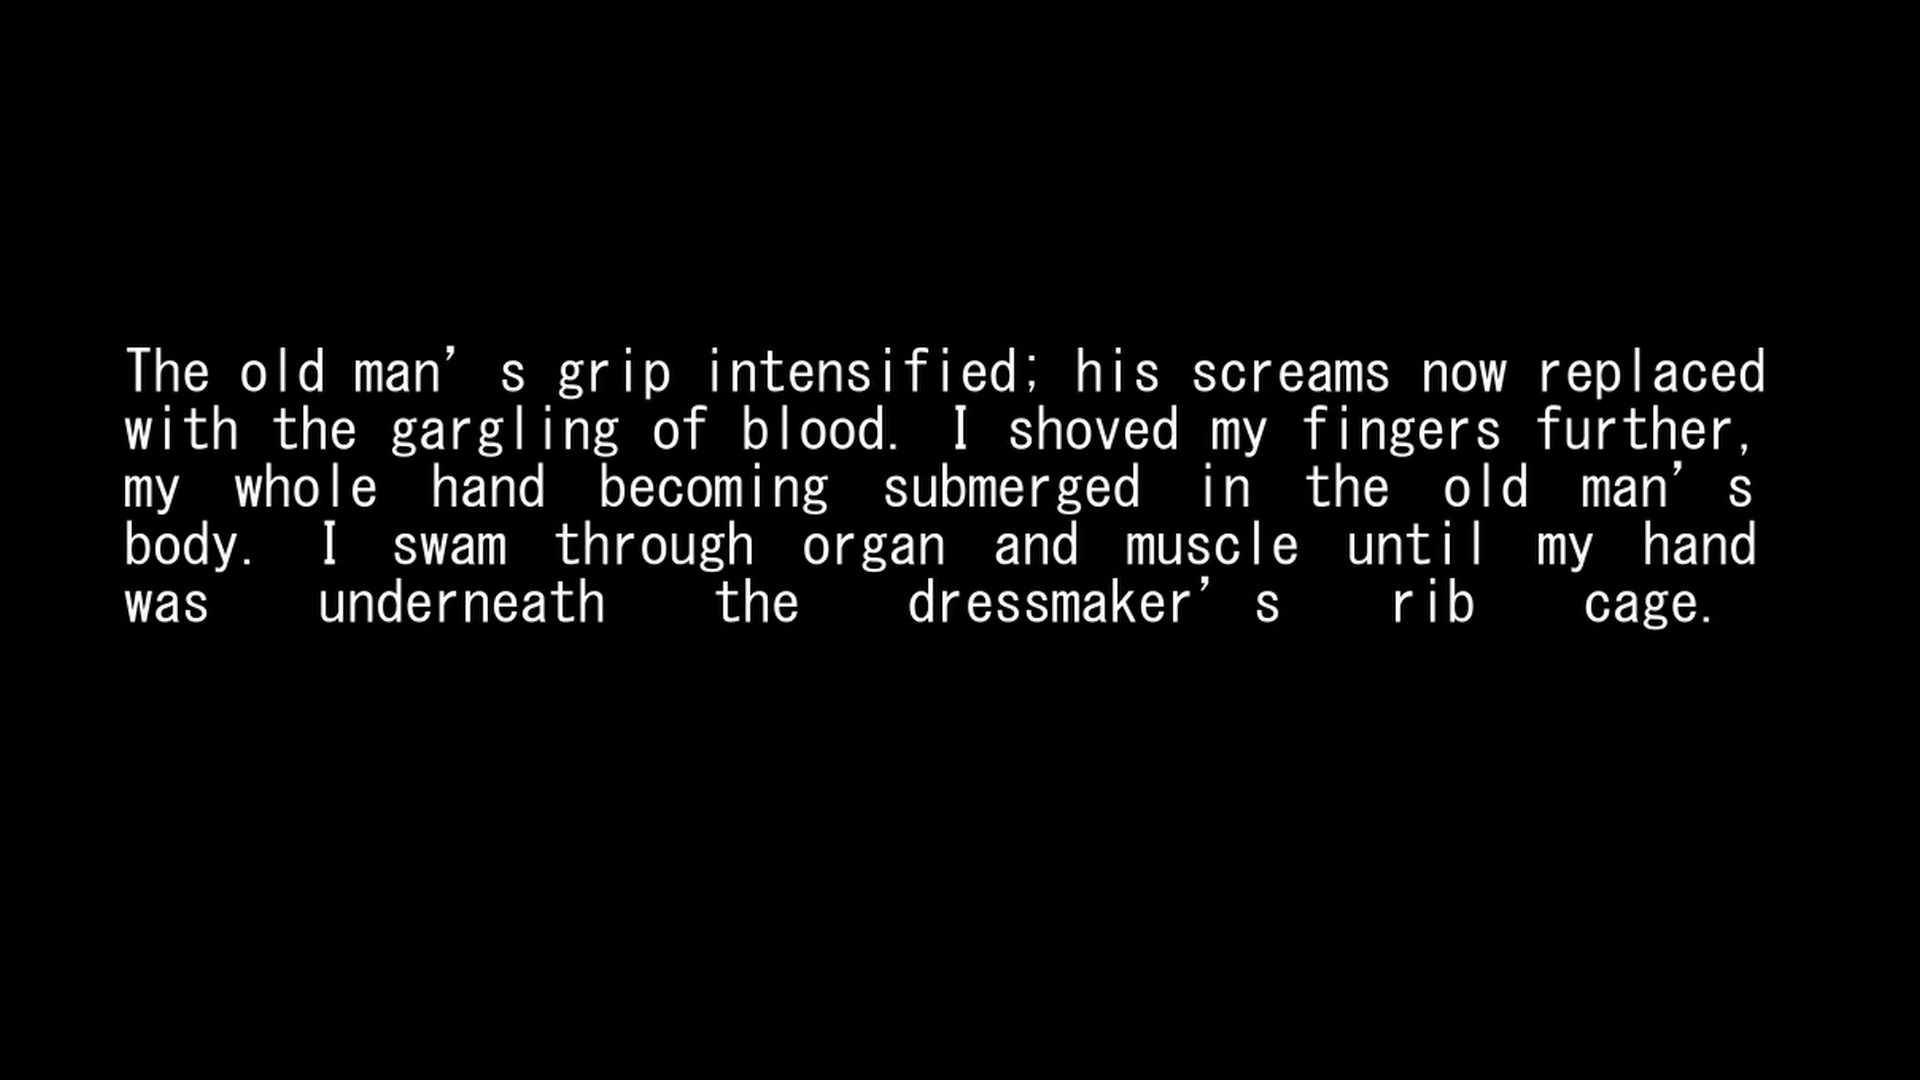 The old man’s grip intensified; his screams now replaced
with the gargling of blood. I shoved my fingers further,
my whole hand becoming submerged in the old man’s
body. I swam through organ and muscle until my hand
was underneath the dressmaker’s rib cage.